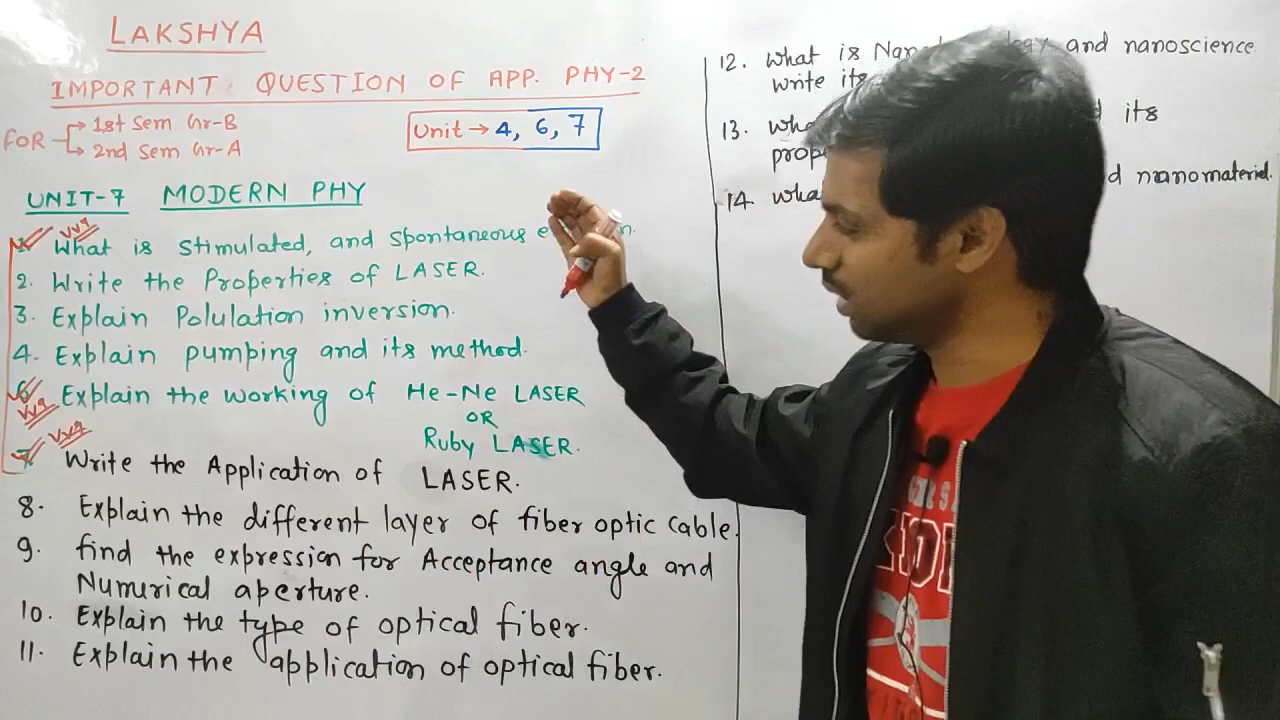 LAKSHYA
IMPORTANT QUESTION OF APP. PHY-2
FOR → 1st Sem Gr-B
→ 2nd Sem Gr-A
Unit → 4, 6, 7
UNIT-7 MODERN PHY
VVI
1. What is stimulated, and spontaneous
2. Write the Properties of LASER.
3. Explain Polulation inversion.
4. Explain pumping and its method.
6. Explain the working of He-Ne LASER
VVI
OR
Ruby LASER.
VVI
7. Write the Application of LASER.
8. Explain the different layer of fiber optic cable.
9. find the expression for Acceptance angle and
Numurical aperture.
10. Explain the type of optical fiber.
11. Explain the application of optical fiber.
12. what is and nanoscience
write its
13. its
14. nanomaterial.